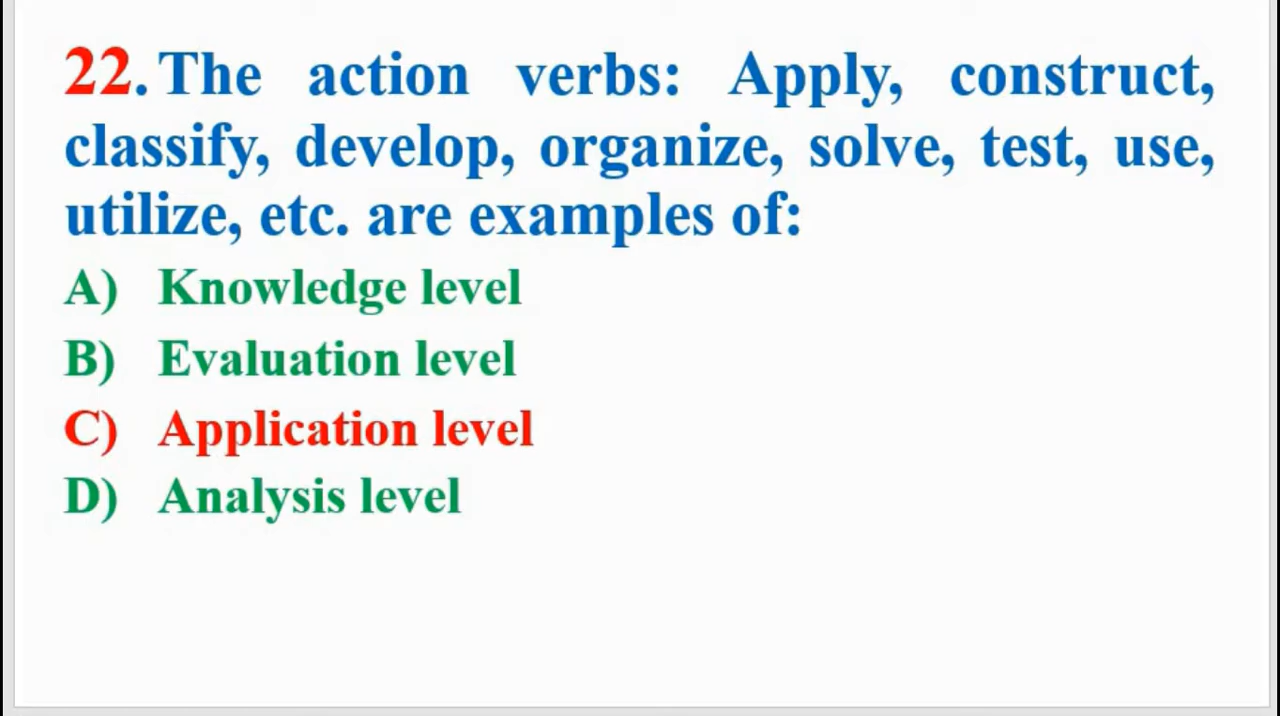 22. The action verbs: Apply, construct,
classify, develop, organize, solve, test, use,
utilize, etc. are examples of:
A) Knowledge level
B) Evaluation level
C) Application level
D) Analysis level